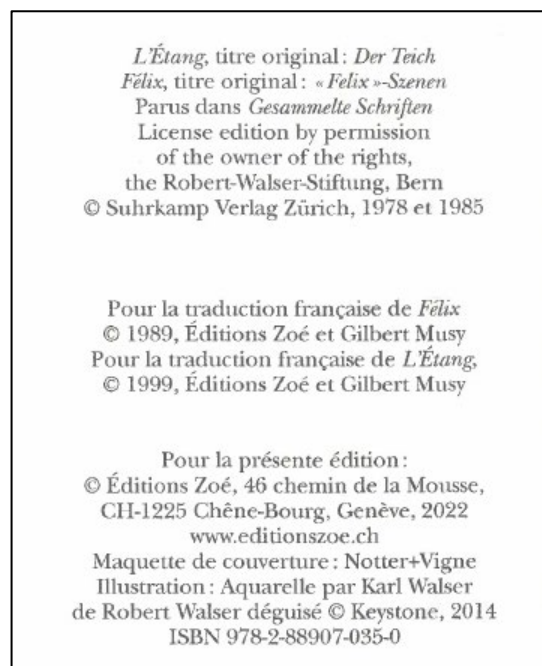 L'Étang, titre original : Der Teich
Félix, titre original : « Felix »-Szenen
Parus dans Gesammelte Schriften
License edition by permission
of the owner of the rights,
the Robert-Walser-Stiftung, Bern
© Suhrkamp Verlag Zürich, 1978 et 1985
Pour la traduction française de Félix
© 1989, Éditions Zoé et Gilbert Musy
Pour la traduction française de L'Étang,
© 1999, Éditions Zoé et Gilbert Musy
Pour la présente édition :
© Éditions Zoé, 46 chemin de la Mousse,
CH-1225 Chêne-Bourg, Genève, 2022
www.editionszoe.ch
Maquette de couverture : Notter+Vigne
Illustration : Aquarelle par Karl Walser
de Robert Walser déguisé © Keystone, 2014
ISBN 978-2-88907-035-0